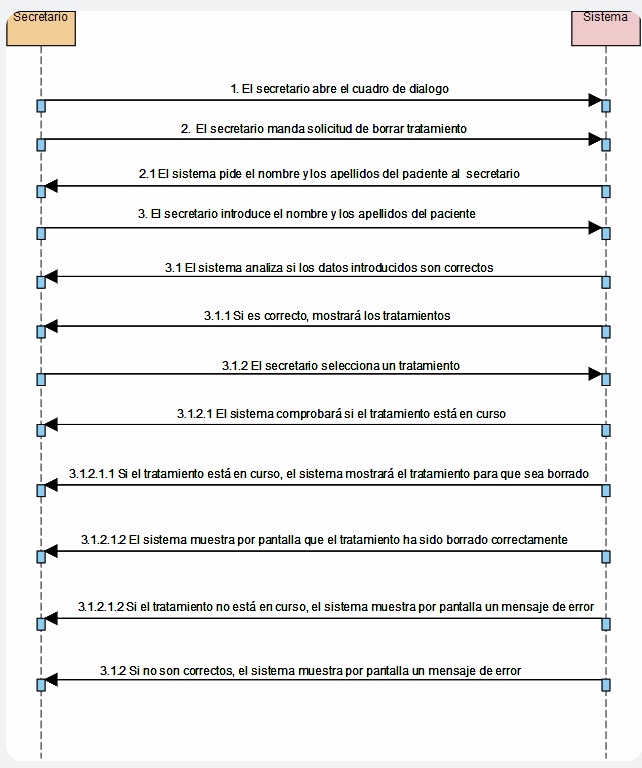 Secretario
Sistema
1. El secretario abre el cuadro de dialogo
2. El secretario manda solicitud de borrar tratamiento
2.1 El sistema pide el nombre y los apellidos del paciente al secretario
3. El secretario introduce el nombre y los apellidos del paciente
3.1 El sistema analiza si los datos introducidos son correctos
3.1.1 Si es correcto, mostrará los tratamientos
3.1.2 El secretario selecciona un tratamiento
3.1.2.1 El sistema comprobará si el tratamiento está en curso
3.1.2.1.1 Si el tratamiento está en curso, el sistema mostrará el tratamiento para que sea borrado
3.1.2.1.2 El sistema muestra por pantalla que el tratamiento ha sido borrado correctamente
3.1.2.1.2 Si el tratamiento no está en curso, el sistema muestra por pantalla un mensaje de error
3.1.2 Si no son correctos, el sistema muestra por pantalla un mensaje de error